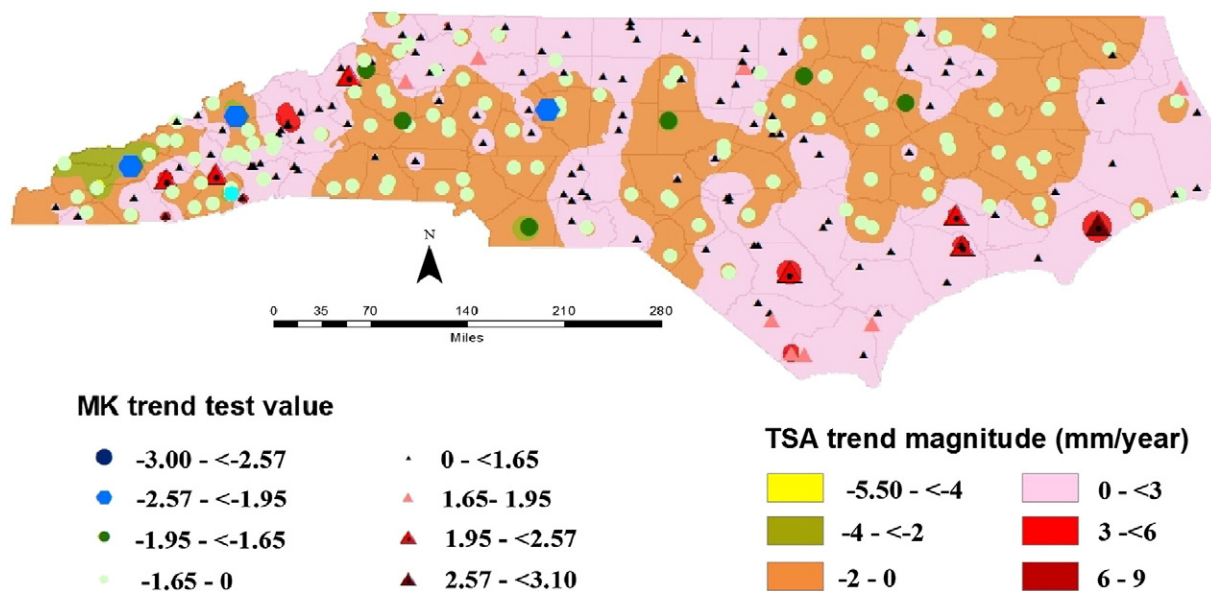 N
0 35 70 140 210 280
Miles
MK trend test value
-3.00 - <-2.57
-2.57 - <-1.95
-1.95 - <-1.65
-1.65 - 0
0 - <1.65
1.65- 1.95
1.95 - <2.57
2.57 - <3.10
TSA trend magnitude (mm/year)
-5.50 - <-4
-4 - <-2
-2 - 0
0 - <3
3 -<6
6 - 9